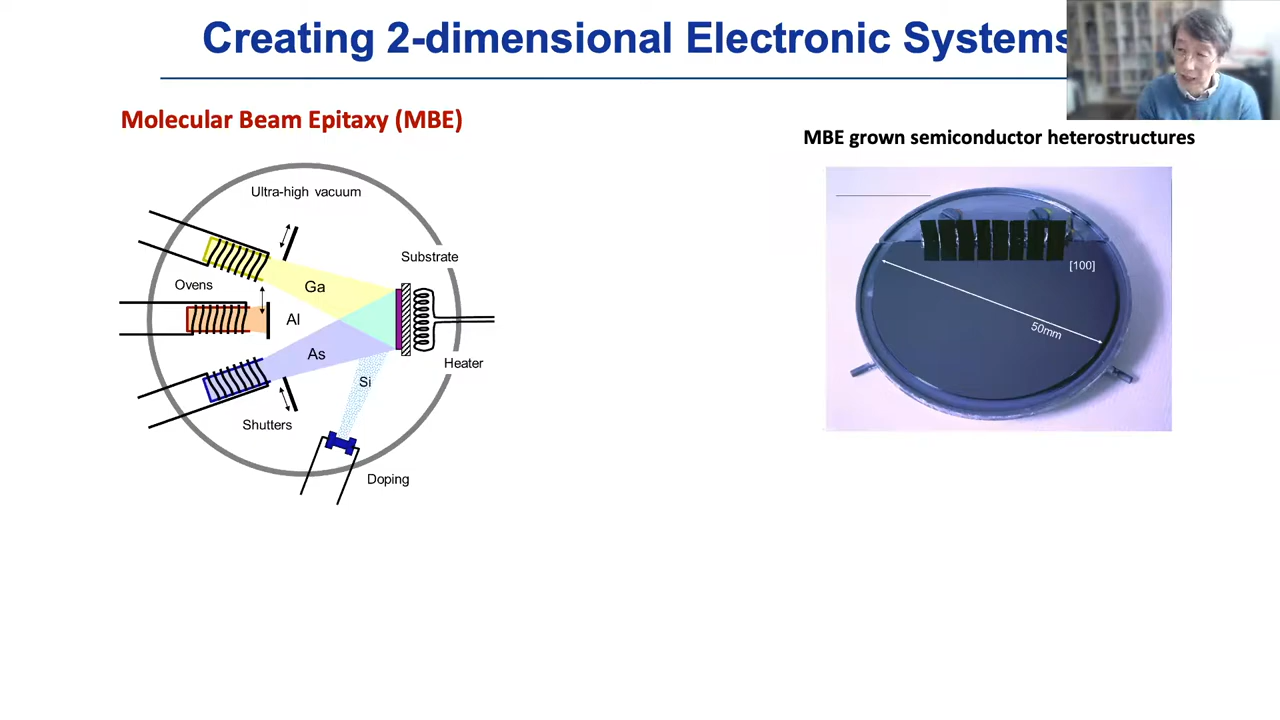 Creating 2-dimensional Electronic Systems
Molecular Beam Epitaxy (MBE)
MBE grown semiconductor heterostructures
Ultra-high vacuum
Substrate
Ovens
Ga
Al
As
Si
Heater
Shutters
Doping
[100]
50mm